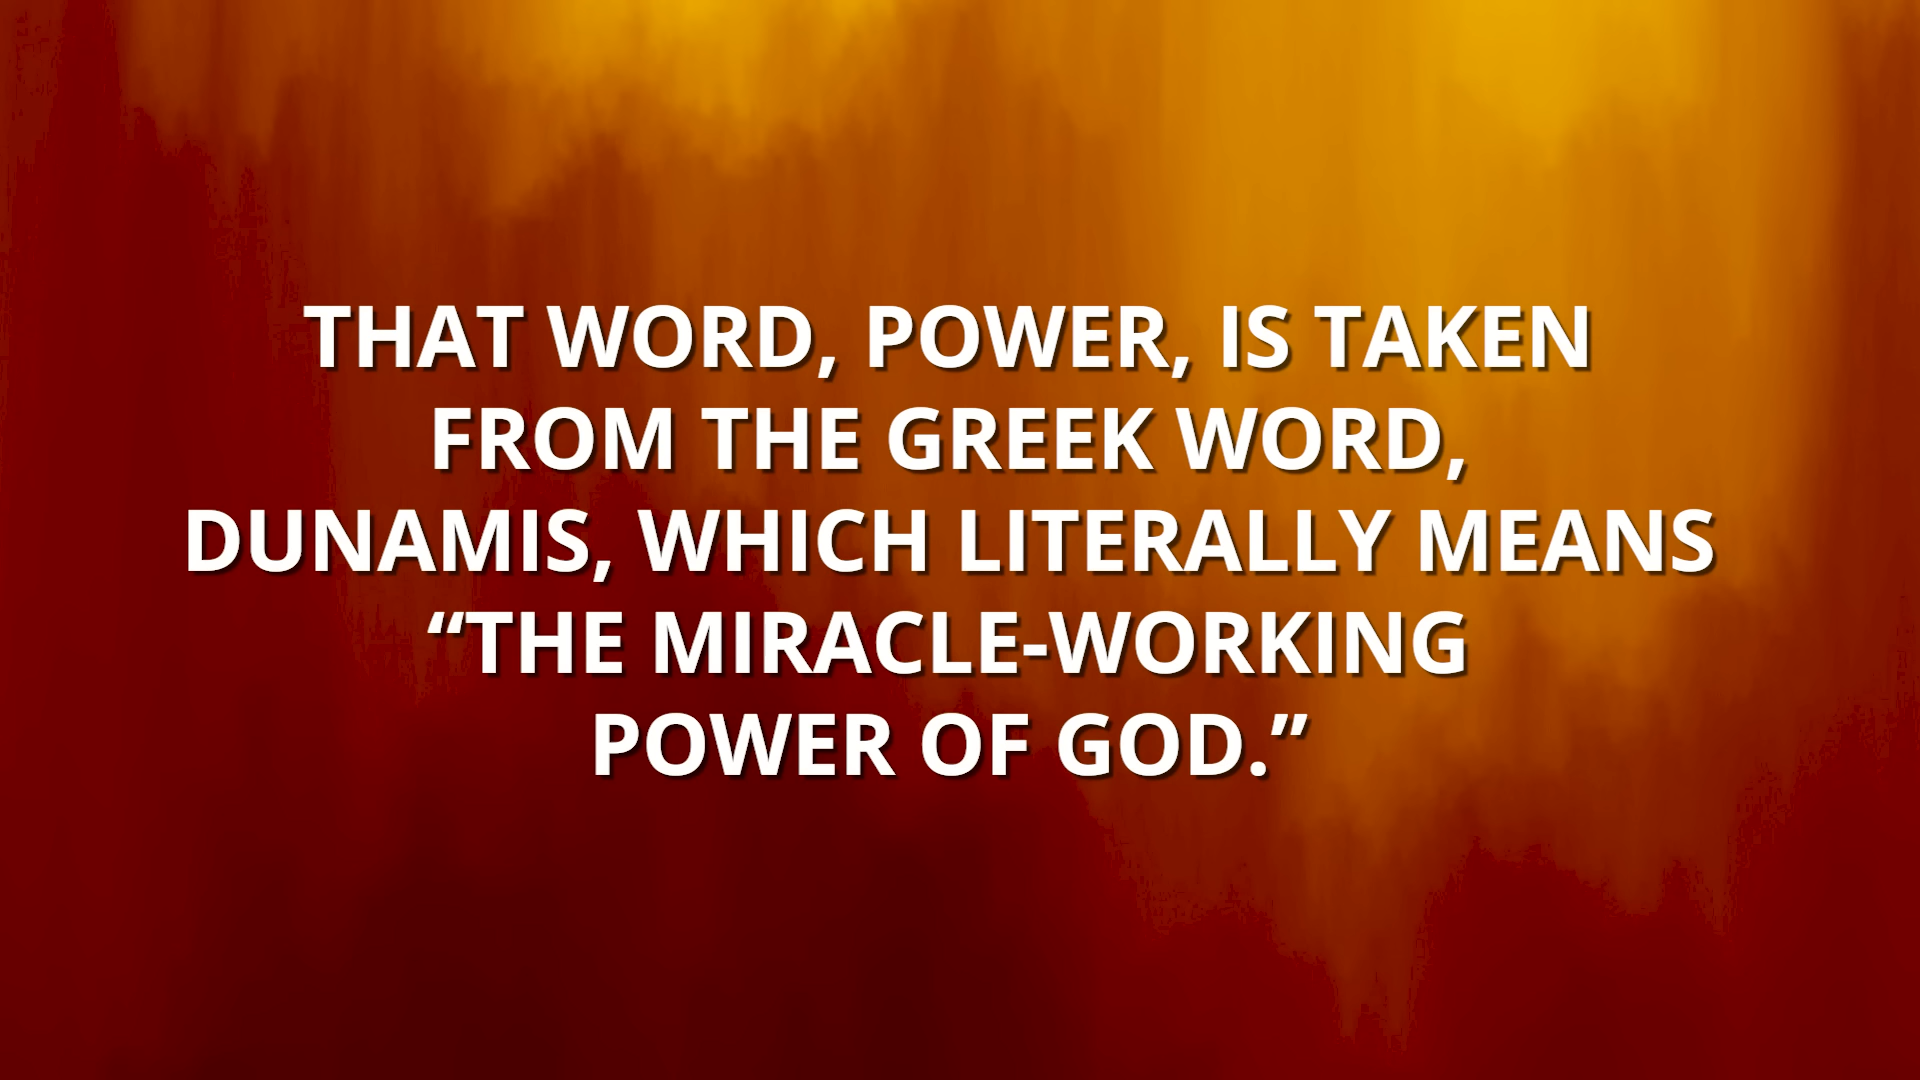 THAT WORD, POWER, IS TAKEN
FROM THE GREEK WORD,
DUNAMIS, WHICH LITERALLY MEANS
“THE MIRACLE-WORKING
POWER OF GOD.”